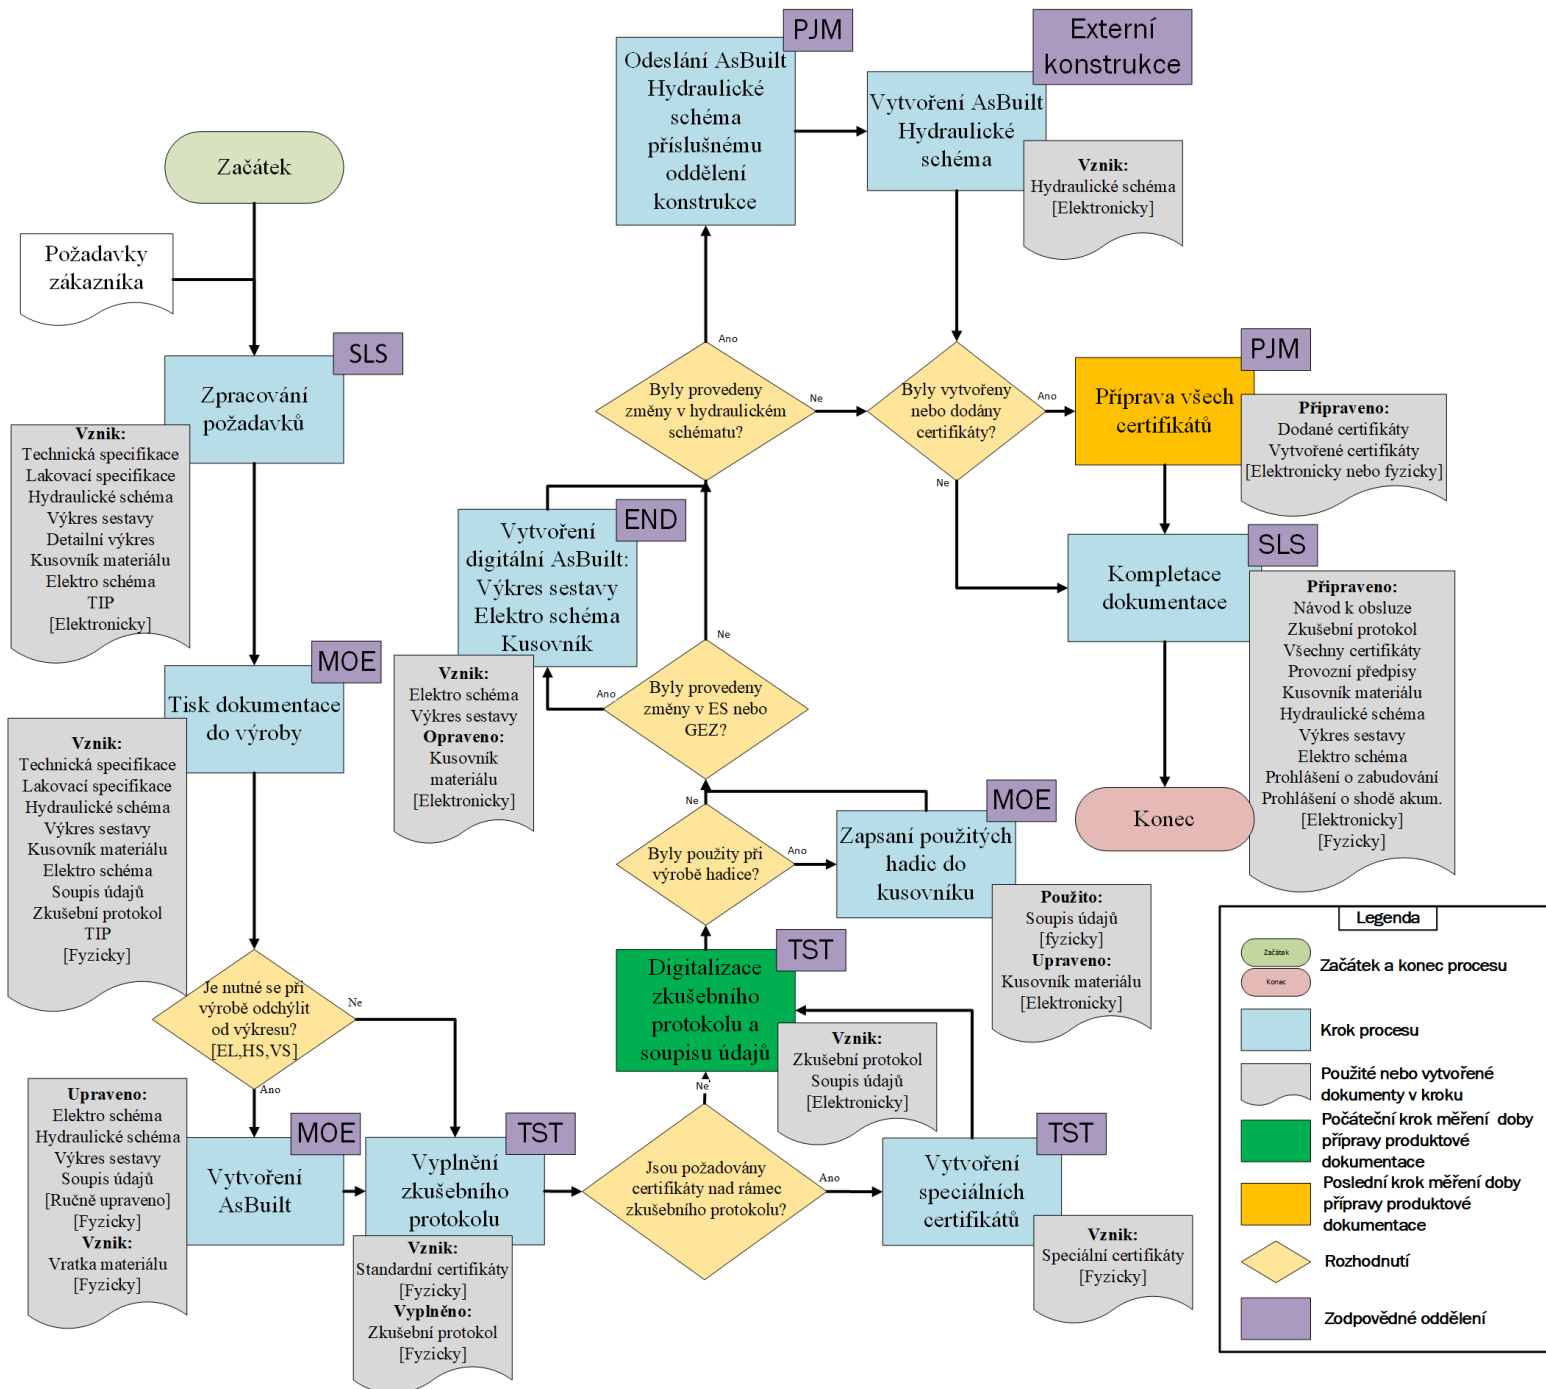 Začátek
Požadavky
zákazníka
SLS
Zpracování
požadavků
Vznik:
Technická specifikace
Lakovací specifikace
Hydraulické schéma
Výkres sestavy
Detailní výkres
Kusovník materiálu
Elektro schéma
TIP
[Elektronicky]
MOE
Tisk dokumentace
do výroby
Vznik:
Technická specifikace
Lakovací specifikace
Hydraulické schéma
Výkres sestavy
Kusovník materiálu
Elektro schéma
Soupis údajů
Zkušební protokol
TIP
[Fyzicky]
Je nutné se při
výrobě odchýlit
od výkresu?
[EL,HS,VS]
Ne
Ano
Upraveno:
Elektro schéma
Hydraulické schéma
Výkres sestavy
Soupis údajů
[Ručně upraveno]
[Fyzicky]
Vznik:
Vratka materiálu
[Fyzicky]
MOE
Vytvoření
AsBuilt
TST
Vyplnění
zkušebního
protokolu
Vznik:
Standardní certifikáty
[Fyzicky]
Vyplněno:
Zkušební protokol
[Fyzicky]
Jsou požadovány
certifikáty nad rámec
zkušebního protokolu?
Ne
Ano
TST
Vytvoření
speciálních
certifikátů
Vznik:
Speciální certifikáty
[Fyzicky]
TST
Digitalizace
zkušebního
protokolu a
soupisu údajů
Vznik:
Zkušební protokol
Soupis údajů
[Elektronicky]
Byly použity při
výrobě hadice?
Ne
Ano
MOE
Zapsaní použitých
hadic do
kusovníku
Použito:
Soupis údajů
[fyzicky]
Upraveno:
Kusovník materiálu
[Elektronicky]
Byly provedeny
změny v ES nebo
GEZ?
Ne
Ano
END
Vytvoření
digitální AsBuilt:
Výkres sestavy
Elektro schéma
Kusovník
Vznik:
Elektro schéma
Výkres sestavy
Opraveno:
Kusovník
materiálu
[Elektronicky]
Byly provedeny
změny v hydraulickém
schématu?
Ano
Ne
PJM
Odeslání AsBuilt
Hydraulické
schéma
příslušnému
oddělení
konstrukce
Externí
konstrukce
Vytvoření AsBuilt
Hydraulické
schéma
Vznik:
Hydraulické schéma
[Elektronicky]
Byly vytvořeny
nebo dodány
certifikáty?
Ano
Ne
PJM
Příprava všech
certifikátů
Připraveno:
Dodané certifikáty
Vytvořené certifikáty
[Elektronicky nebo fyzicky]
SLS
Kompletace
dokumentace
Připraveno:
Návod k obsluze
Zkušební protokol
Všechny certifikáty
Provozní předpisy
Kusovník materiálu
Hydraulické schéma
Výkres sestavy
Elektro schéma
Prohlášení o zabudování
Prohlášení o shodě akum.
[Elektronicky]
[Fyzicky]
Konec
Legenda
Začátek
Konec
Začátek a konec procesu
Krok procesu
Použité nebo vytvořené
dokumenty v kroku
Počáteční krok měření doby
přípravy produktové
dokumentace
Poslední krok měření doby
přípravy produktové
dokumentace
Rozhodnutí
Zodpovědné oddělení